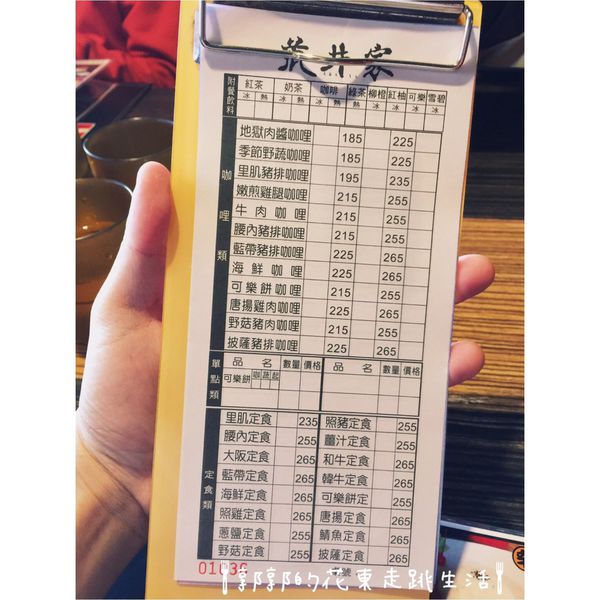 號井家
附餐飲料 紅茶 奶茶 咖啡 綠茶 柳橙 紅柚 可樂 雪碧
冰 熱 冰 熱 冰 熱 冰 熱 冰 冰 冰 冰
咖哩類
地獄肉醬咖哩 185 225
季節野蔬咖哩 185 225
里肌豬排咖哩 195 235
嫩煎雞腿咖哩 215 255
牛肉咖哩 215 255
腰內豬排咖哩 215 255
藍帶豬排咖哩 225 265
海鮮咖哩 225 265
可樂餅咖哩 215 255
唐揚雞肉咖哩 225 265
野菇豬肉咖哩 215 255
披薩豬排咖哩 225 265
單點類
品名 數量 價格 品名 數量 價格
可樂餅 咖 蔬 起
定食類
里肌定食 235 照豬定食 255
腰內定食 255 薑汁定食 255
大阪定食 265 和牛定食 265
藍帶定食 265 韓牛定食 265
海鮮定食 265 可樂餅定 255
照雞定食 265 唐揚定食 265
蔥鹽定食 255 鯖魚定食 265
野菇定食 255 披薩定食 265
號
郭郭的花東走跳生活